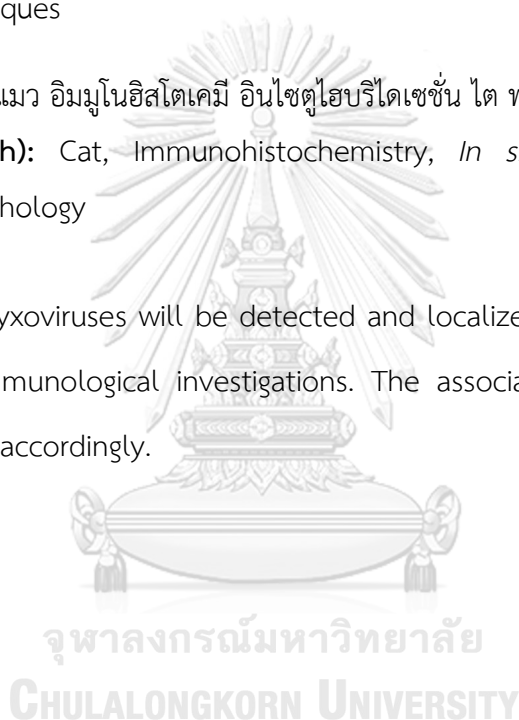 ques
แมว อิมมูโนฮิสโตเคมี อินไซตูไฮบริไดเซชั่น ไต พ
h): Cat, Immunohistochemistry, In s
hology
yxoviruses will be detected and localize
munological investigations. The associa
accordingly.
จุฬาลงกรณ์มหาวิทยาลัย
CHULALONGKORN UNIVERSITY